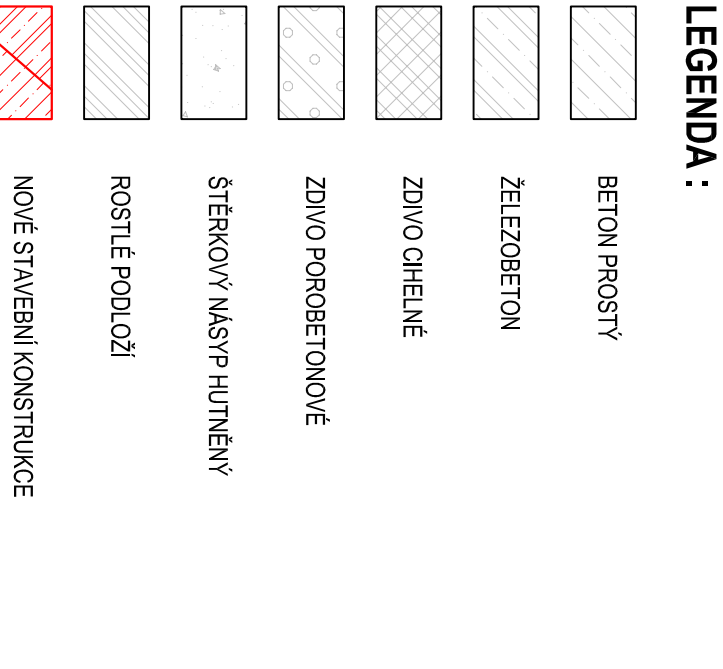 LEGENDA :
BETON PROSTÝ
ŽELEZOBETON
ZDIVO CIHELNÉ
ZDIVO POROBETONOVÉ
ŠTĚRKOVÝ NÁSYP HUTNĚNÝ
ROSTLÉ PODLOŽÍ
NOVÉ STAVEBNÍ KONSTRUKCE